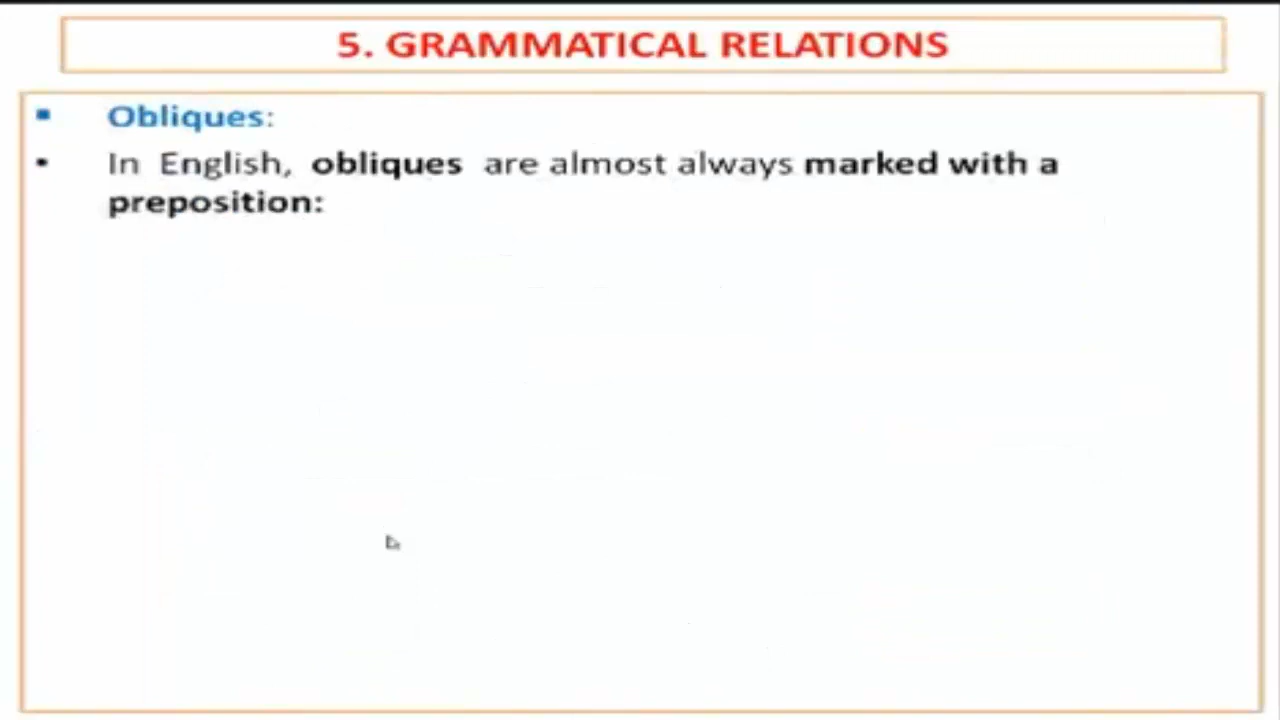 5. GRAMMATICAL RELATIONS
▪ Obliques:
• In English, obliques are almost always marked with a
preposition: